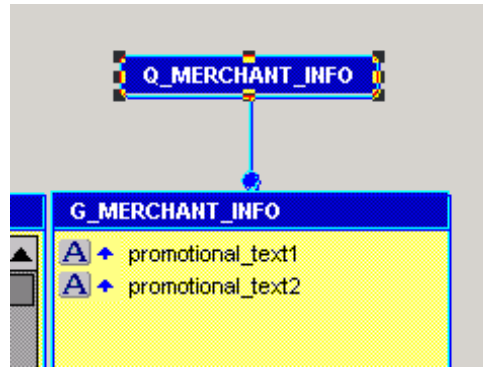 Q_MERCHANT_INFO
G_MERCHANT_INFO
A promotional_text1
A promotional_text2